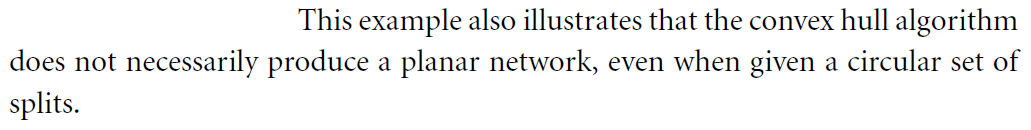 This example also illustrates that the convex hull algorithm
does not necessarily produce a planar network, even when given a circular set of
splits.